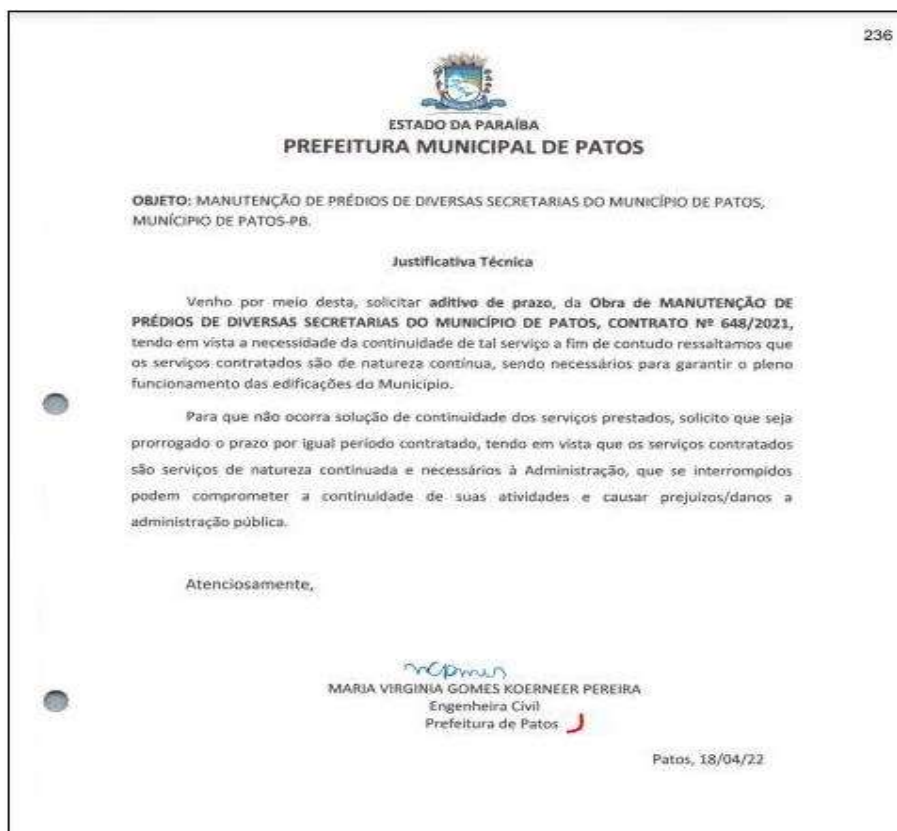 236
ESTADO DA PARAÍBA
PREFEITURA MUNICIPAL DE PATOS
OBJETO: MANUTENÇÃO DE PRÉDIOS DE DIVERSAS SECRETARIAS DO MUNICÍPIO DE PATOS,
MUNÍCIPIO DE PATOS-PB.
Justificativa Técnica
Venho por meio desta, solicitar aditivo de prazo, da Obra de MANUTENÇÃO DE
PRÉDIOS DE DIVERSAS SECRETARIAS DO MUNICÍPIO DE PATOS, CONTRATO Nº 648/2021,
tendo em vista a necessidade da continuidade de tal serviço a fim de contudo ressaltamos que
os serviços contratados são de natureza contínua, sendo necessários para garantir o pleno
funcionamento das edificações do Município.
Para que não ocorra solução de continuidade dos serviços prestados, solicito que seja
prorrogado o prazo por igual período contratado, tendo em vista que os serviços contratados
são serviços de natureza continuada e necessários à Administração, que se interrompidos
podem comprometer a continuidade de suas atividades e causar prejuízos/danos a
administração pública.
Atenciosamente,
MARIA VIRGINIA GOMES KOERNEER PEREIRA
Engenheira Civil
Prefeitura de Patos
Patos, 18/04/22